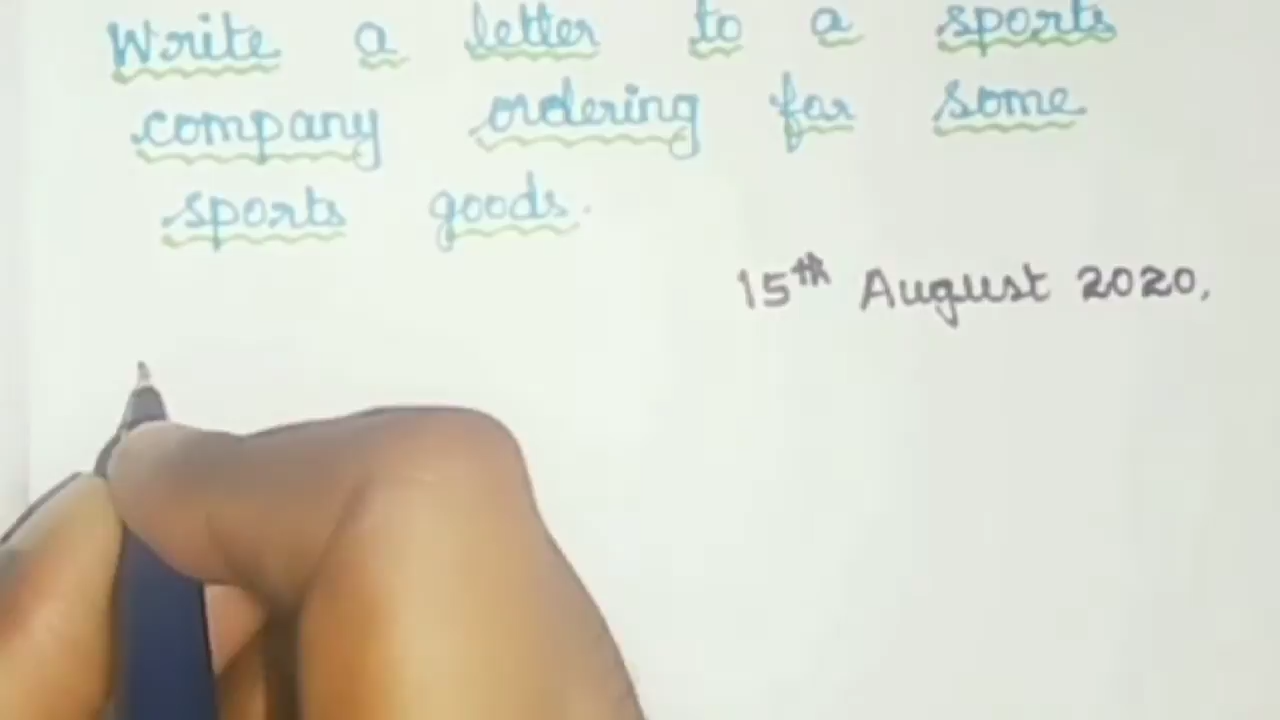 Write a letter to a sports
company ordering for some
sports goods.
15th August 2020,